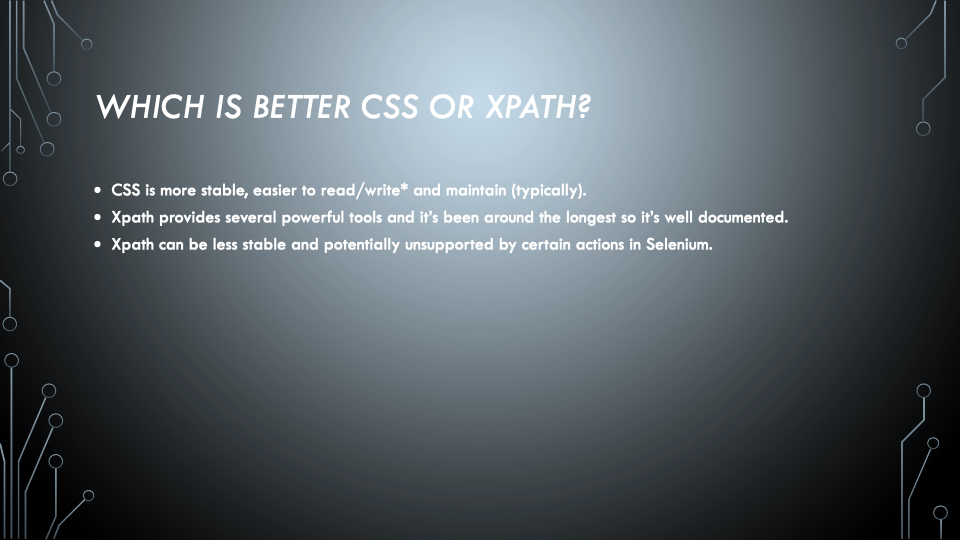 WHICH IS BETTER CSS OR XPATH?
• CSS is more stable, easier to read/write* and maintain (typically).
• Xpath provides several powerful tools and it's been around the longest so it's well documented.
• Xpath can be less stable and potentially unsupported by certain actions in Selenium.